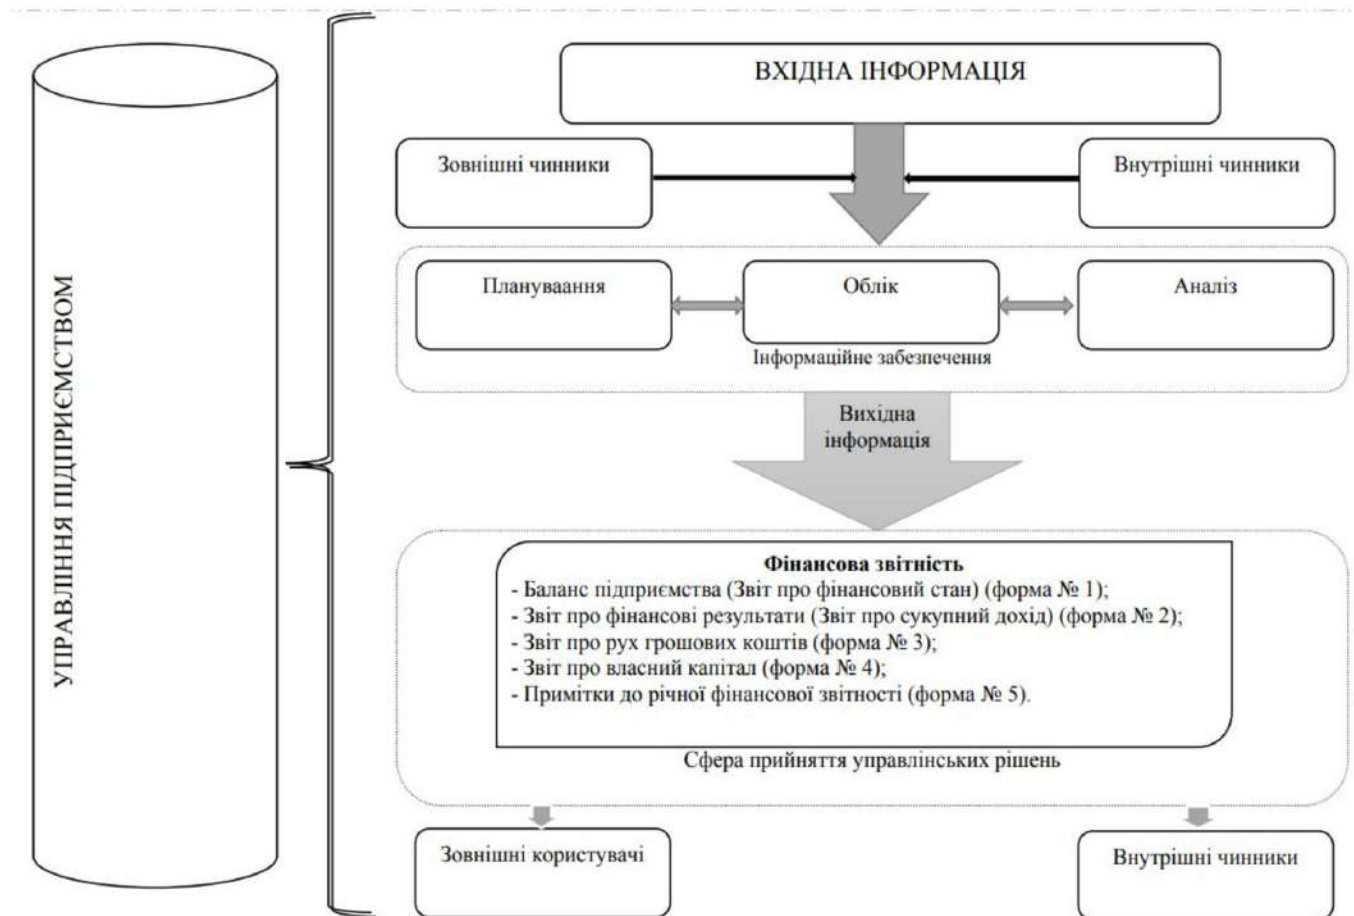 УПРАВЛІННЯ ПІДПРИЄМСТВОМ
ВХІДНА ІНФОРМАЦІЯ
Зовнішні чинники
Внутрішні чинники
Плануваання
Облік
Аналіз
Інформаційне забезпечення
Вихідна
інформація
Фінансова звітність
- Баланс підприємства (Звіт про фінансовий стан) (форма № 1);
- Звіт про фінансові результати (Звіт про сукупний дохід) (форма № 2);
- Звіт про рух грошових коштів (форма № 3);
- Звіт про власний капітал (форма № 4);
- Примітки до річної фінансової звітності (форма № 5).
Сфера прийняття управлінських рішень
Зовнішні користувачі
Внутрішні чинники